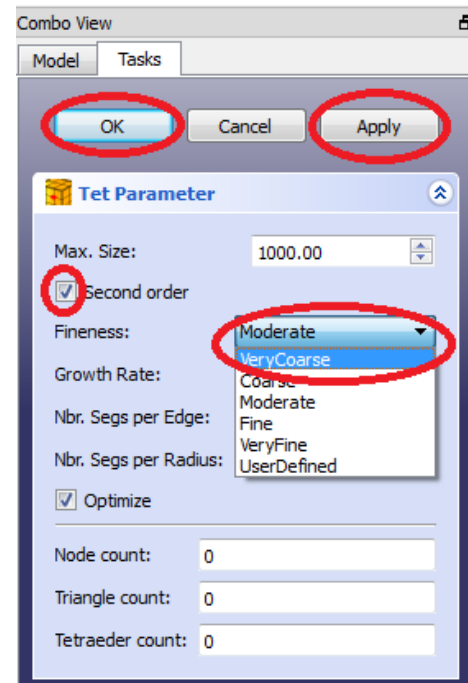 Combo View
Model Tasks
OK Cancel Apply
Tet Parameter
Max. Size: 1000.00
Second order
Fineness: Moderate
VeryCoarse
Growth Rate: Coarse
Moderate
Nbr. Segs per Edge: Fine
VeryFine
Nbr. Segs per Radius: UserDefined
Optimize
Node count: 0
Triangle count: 0
Tetraeder count: 0